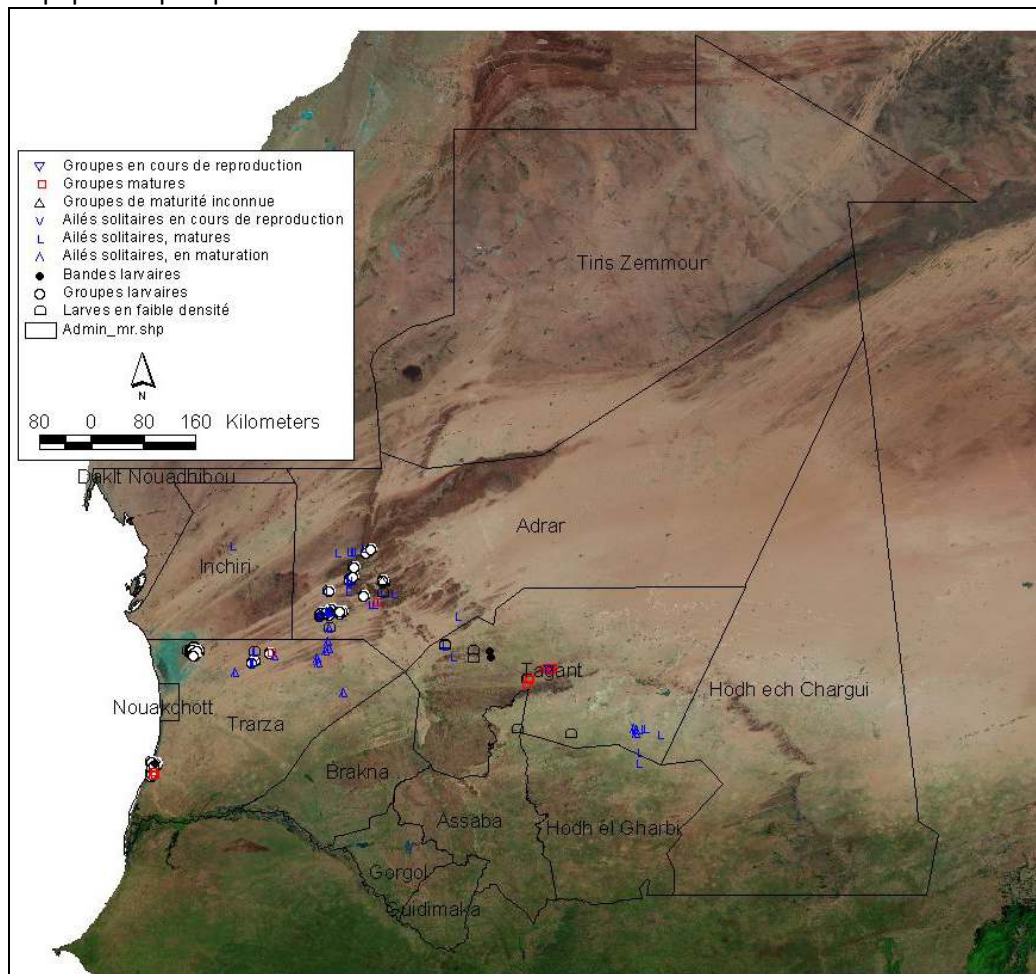 Groupes en cours de reproduction
Groupes matures
Groupes de maturité inconnue
Ailés solitaires en cours de reproduction
Ailés solitaires, matures
Ailés solitaires, en maturation
Bandes larvaires
Groupes larvaires
Larves en faible densité
Admin_mr.shp
N
80 0 80 160 Kilometers
Tiris Zemmour
Daklt Nouadhibou
Adrar
Inchiri
Tagant
Hodh ech Chargui
Nouakchott
Trarza
Brakna
Assaba
Hodh el Gharbi
Gorgol
Guidimaka